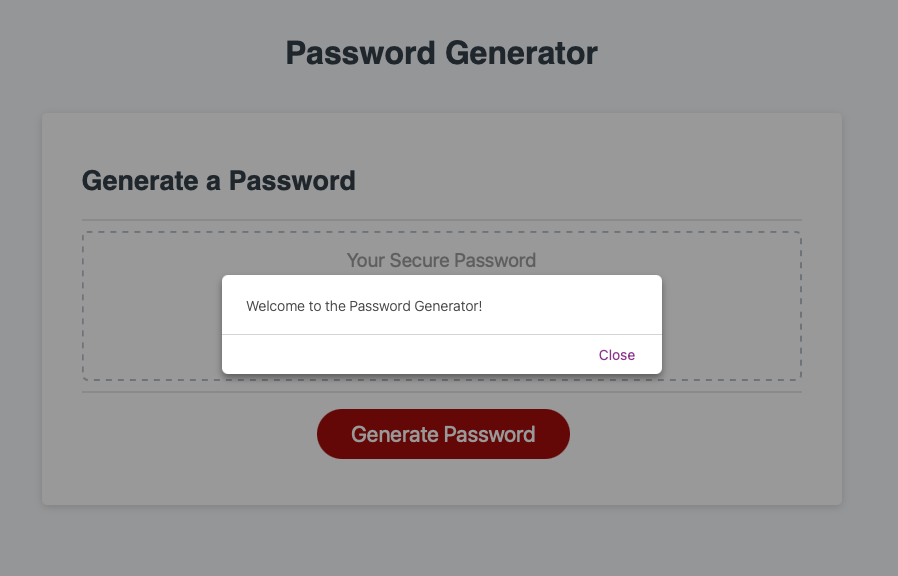 Password Generator
Generate a Password
Your Secure Password
Welcome to the Password Generator!
Close
Generate Password